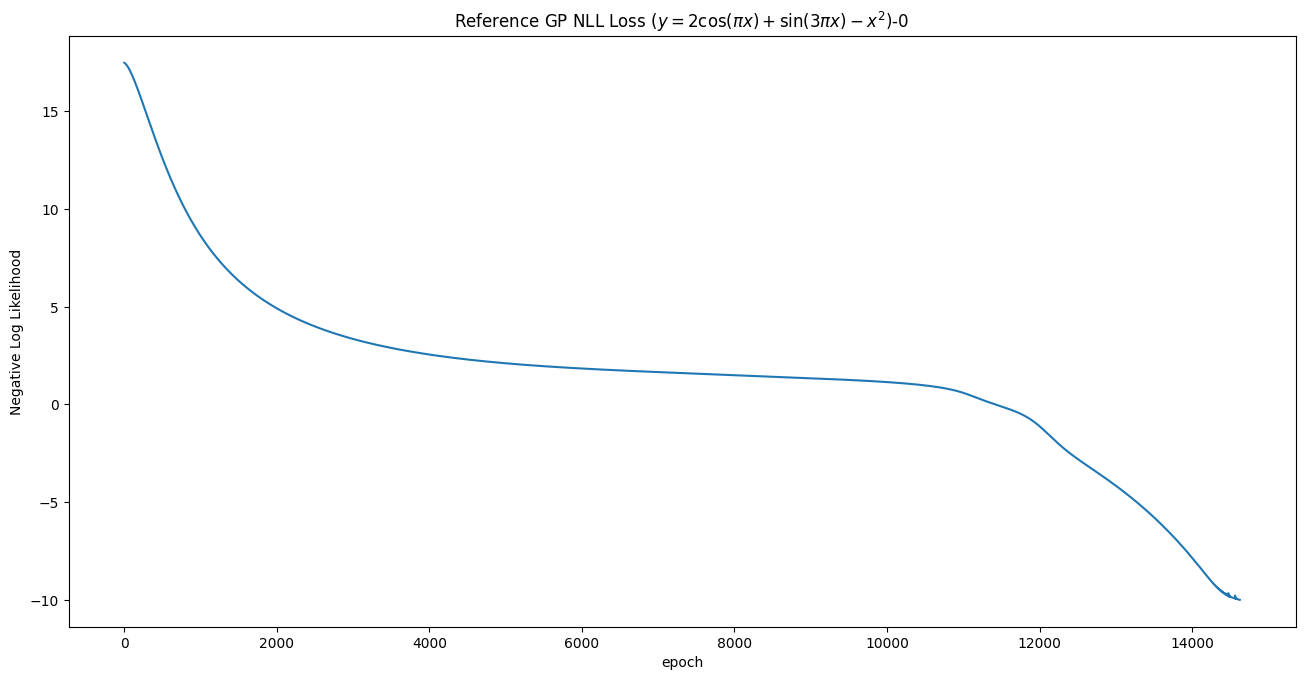 Reference GP NLL Loss (y = 2cos(πx) + sin(3πx) − x²)-0
Negative Log Likelihood
15
10
5
0
−5
−10
0 2000 4000 6000 8000 10000 12000 14000
epoch